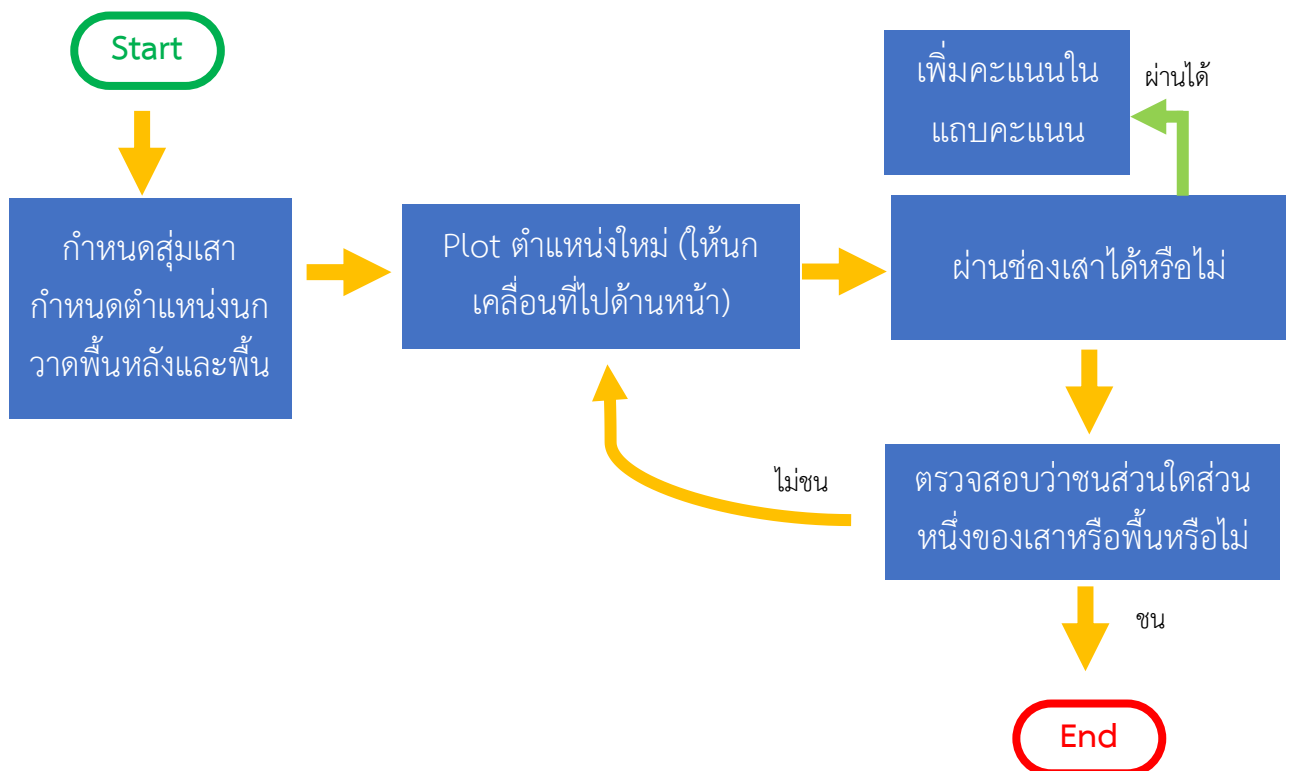 Start
กำหนดสุ่มเสา
กำหนดตำแหน่งนก
วาดพื้นหลังและพื้น
Plot ตำแหน่งใหม่ (ให้นก
เคลื่อนที่ไปด้านหน้า)
ผ่านช่องเสาได้หรือไม่
ผ่านได้
เพิ่มคะแนนใน
แถบคะแนน
ตรวจสอบว่าชนส่วนใดส่วน
หนึ่งของเสาหรือพื้นหรือไม่
ไม่ชน
ชน
End